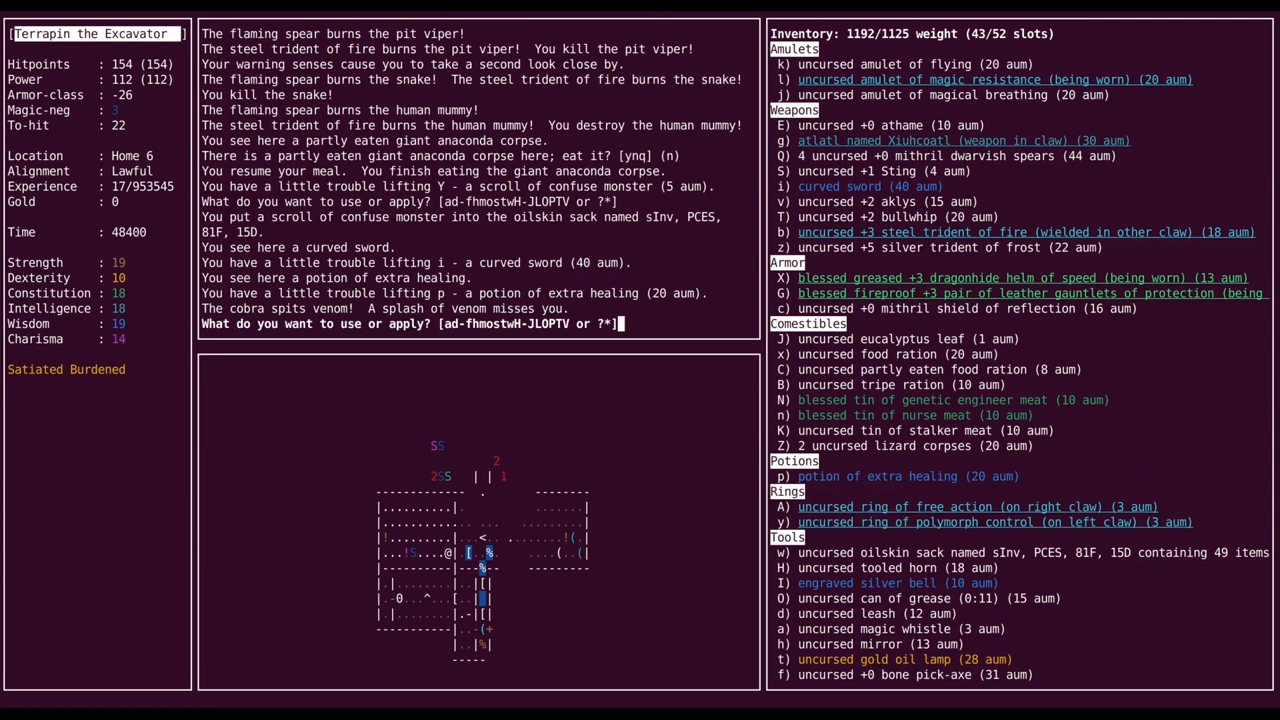 [Terrapin the Excavator ]
Hitpoints : 154 (154)
Power : 112 (112)
Armor-class : -26
Magic-neg : 3
To-hit : 22
Location : Home 6
Alignment : Lawful
Experience : 17/953545
Gold : 0
Time : 48400
Strength : 19
Dexterity : 10
Constitution : 18
Intelligence : 18
Wisdom : 19
Charisma : 14
Satiated Burdened
The flaming spear burns the pit viper!
The steel trident of fire burns the pit viper! You kill the pit viper!
Your warning senses cause you to take a second look close by.
The flaming spear burns the snake! The steel trident of fire burns the snake!
You kill the snake!
The flaming spear burns the human mummy!
The steel trident of fire burns the human mummy! You destroy the human mummy!
You see here a partly eaten giant anaconda corpse.
There is a partly eaten giant anaconda corpse here; eat it? [ynq] (n)
You resume your meal. You finish eating the giant anaconda corpse.
You have a little trouble lifting Y - a scroll of confuse monster (5 aum).
What do you want to use or apply? [ad-fhmostwH-JLOPTV or ?*]
You put a scroll of confuse monster into the oilskin sack named sInv, PCES,
81F, 15D.
You see here a curved sword.
You have a little trouble lifting i - a curved sword (40 aum).
You see here a potion of extra healing.
You have a little trouble lifting p - a potion of extra healing (20 aum).
The cobra spits venom! A splash of venom misses you.
What do you want to use or apply? [ad-fhmostwH-JLOPTV or ?*]
SS
2
2SS | | 1
------------ . --------
|..........|. .......|
|..........|.. ... ........|
|!.........|...<.. ........!(.|
|...!S....@|.[..% ....(..(|
|----------|---%-- --------
|.|........|..|[|
|.-0...^...[..| |
|.|........|.-|[|
-----------|..-(+
|..|%|
-----
Inventory: 1192/1125 weight (43/52 slots)
Amulets
k) uncursed amulet of flying (20 aum)
l) uncursed amulet of magic resistance (being worn) (20 aum)
j) uncursed amulet of magical breathing (20 aum)
Weapons
E) uncursed +0 athame (10 aum)
g) atlatl named Xiuhcoatl (weapon in claw) (30 aum)
Q) 4 uncursed +0 mithril dwarvish spears (44 aum)
S) uncursed +1 Sting (4 aum)
i) curved sword (40 aum)
v) uncursed +2 aklys (15 aum)
T) uncursed +2 bullwhip (20 aum)
b) uncursed +3 steel trident of fire (wielded in other claw) (18 aum)
z) uncursed +5 silver trident of frost (22 aum)
Armor
X) blessed greased +3 dragonhide helm of speed (being worn) (13 aum)
G) blessed fireproof +3 pair of leather gauntlets of protection (being
c) uncursed +0 mithril shield of reflection (16 aum)
Comestibles
J) uncursed eucalyptus leaf (1 aum)
x) uncursed food ration (20 aum)
C) uncursed partly eaten food ration (8 aum)
B) uncursed tripe ration (10 aum)
N) blessed tin of genetic engineer meat (10 aum)
n) blessed tin of nurse meat (10 aum)
K) uncursed tin of stalker meat (10 aum)
Z) 2 uncursed lizard corpses (20 aum)
Potions
p) potion of extra healing (20 aum)
Rings
A) uncursed ring of free action (on right claw) (3 aum)
y) uncursed ring of polymorph control (on left claw) (3 aum)
Tools
w) uncursed oilskin sack named sInv, PCES, 81F, 15D containing 49 items
H) uncursed tooled horn (18 aum)
I) engraved silver bell (10 aum)
O) uncursed can of grease (0:11) (15 aum)
d) uncursed leash (12 aum)
a) uncursed magic whistle (3 aum)
h) uncursed mirror (13 aum)
t) uncursed gold oil lamp (28 aum)
f) uncursed +0 bone pick-axe (31 aum)